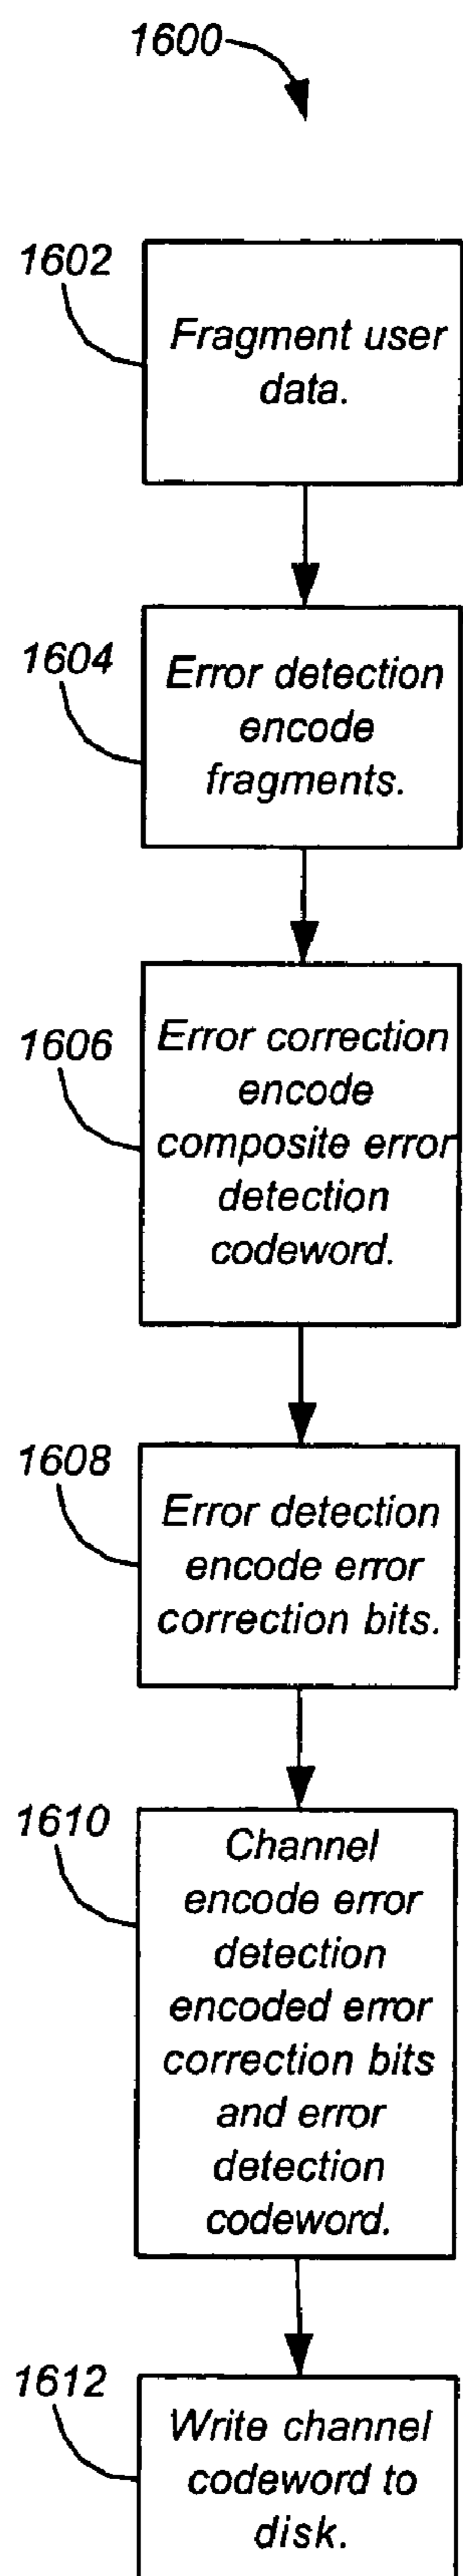 1600
1602
Fragment user
data.
1604
Error detection
encode
fragments.
1606
Error correction
encode
composite error
detection
codeword.
1608
Error detection
encode error
correction bits.
1610
Channel
encode error
detection
encoded error
correction bits
and error
detection
codeword.
1612
Write channel
codeword to
disk.